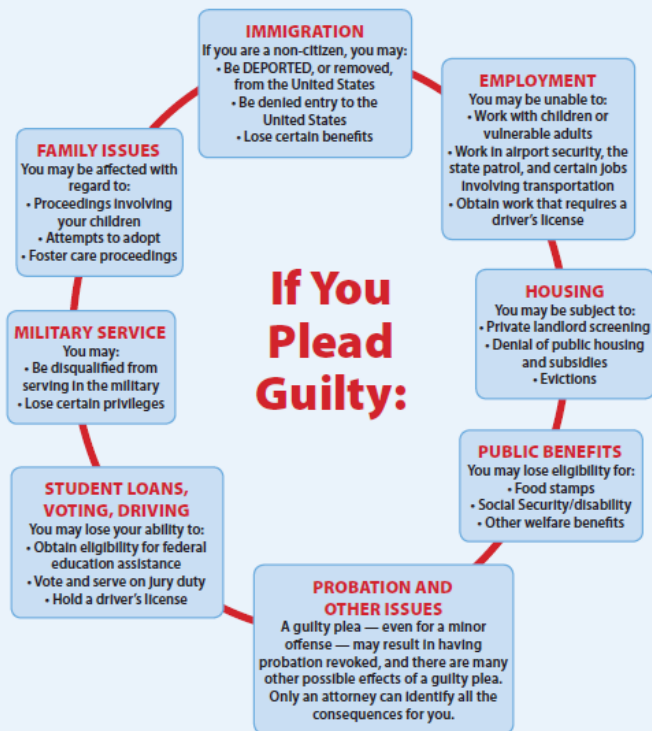 IMMIGRATION
If you are a non-citizen, you may:
• Be DEPORTED, or removed,
from the United States
• Be denied entry to the
United States
• Lose certain benefits
EMPLOYMENT
You may be unable to:
• Work with children or
vulnerable adults
• Work in airport security, the
state patrol, and certain jobs
involving transportation
• Obtain work that requires a
driver's license
HOUSING
You may be subject to:
• Private landlord screening
• Denial of public housing
and subsidies
• Evictions
PUBLIC BENEFITS
You may lose eligibility for:
• Food stamps
• Social Security/disability
• Other welfare benefits
PROBATION AND
OTHER ISSUES
A guilty plea — even for a minor
offense — may result in having
probation revoked, and there are many
other possible effects of a guilty plea.
Only an attorney can identify all the
consequences for you.
STUDENT LOANS,
VOTING, DRIVING
You may lose your ability to:
• Obtain eligibility for federal
education assistance
• Vote and serve on jury duty
• Hold a driver's license
MILITARY SERVICE
You may:
• Be disqualified from
serving in the military
• Lose certain privileges
FAMILY ISSUES
You may be affected with
regard to:
• Proceedings involving
your children
• Attempts to adopt
• Foster care proceedings
If You
Plead
Guilty: